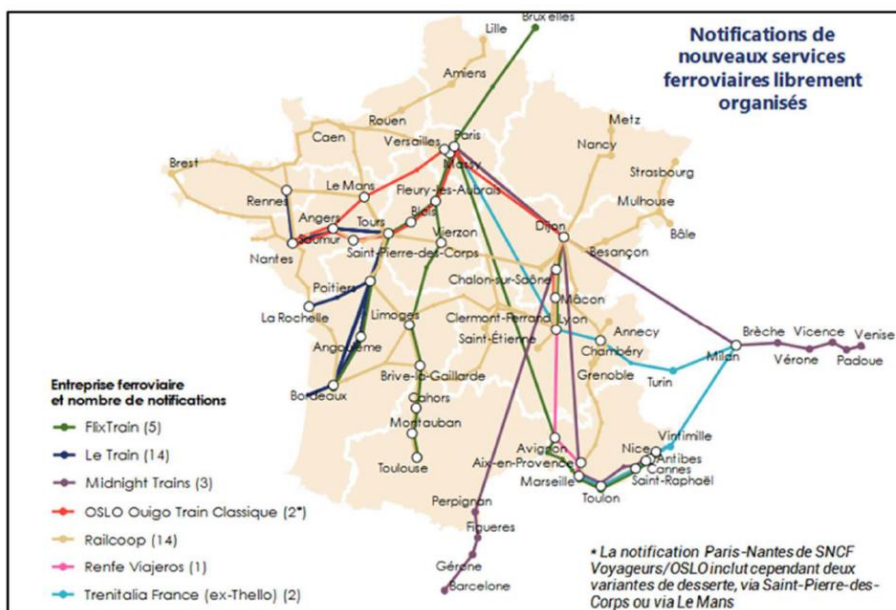 Notifications de
nouveaux services
ferroviaires librement
organisés
Bruxelles
Lille
Amiens
Rouen
Caen
Versailles
Paris
Massy
Metz
Nancy
Strasbourg
Brest
Rennes
Le Mans
Fleury-les-Aubrais
Mulhouse
Angers
Tours
Blois
Dijon
Bâle
Saumur
Vierzon
Besançon
Nantes
Saint-Pierre-des-Corps
Chalon-sur-Saône
Poitiers
Mâcon
La Rochelle
Limoges
Clermont-Ferrand
Lyon
Annecy
Saint-Étienne
Chambéry
Brèche
Vicence
Venise
Angoulême
Milan
Vérone
Padoue
Grenoble
Turin
Brive-la-Gaillarde
Bordeaux
Cahors
Montauban
Toulouse
Avignon
Nice
Vintimille
Aix-en-Provence
Antibes
Cannes
Marseille
Saint-Raphaël
Toulon
Perpignan
Figueres
Gérone
Barcelone
Entreprise ferroviaire
et nombre de notifications
FlixTrain (5)
Le Train (14)
Midnight Trains (3)
OSLO Ouigo Train Classique (2*)
Railcoop (14)
Renfe Viajeros (1)
Trenitalia France (ex-Thello) (2)
* La notification Paris-Nantes de SNCF
Voyageurs/OSLO inclut cependant deux
variantes de desserte, via Saint-Pierre-des-
Corps ou via Le Mans